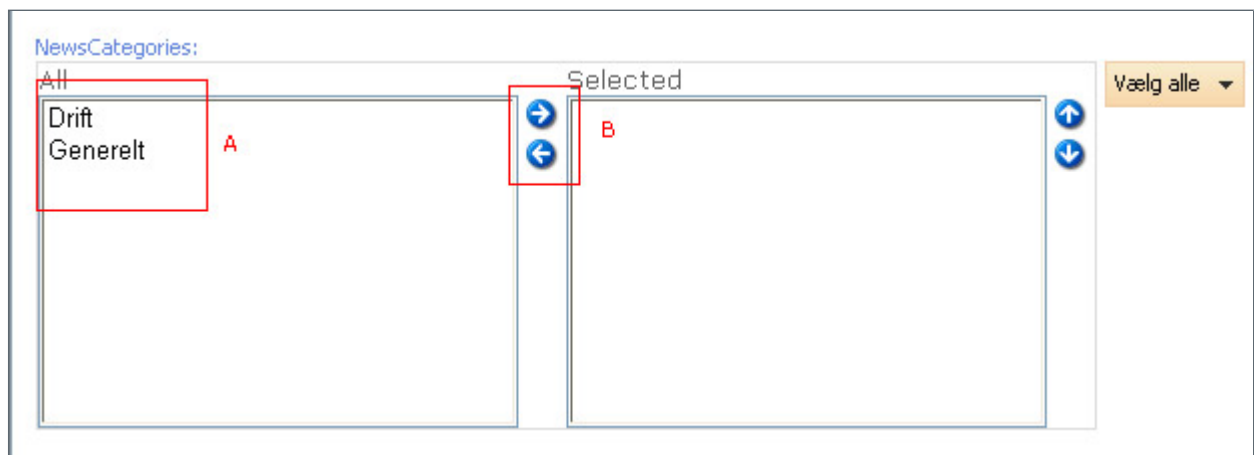 NewsCategories:
All
Selected
Vælg alle
Drift
Generelt
A
B